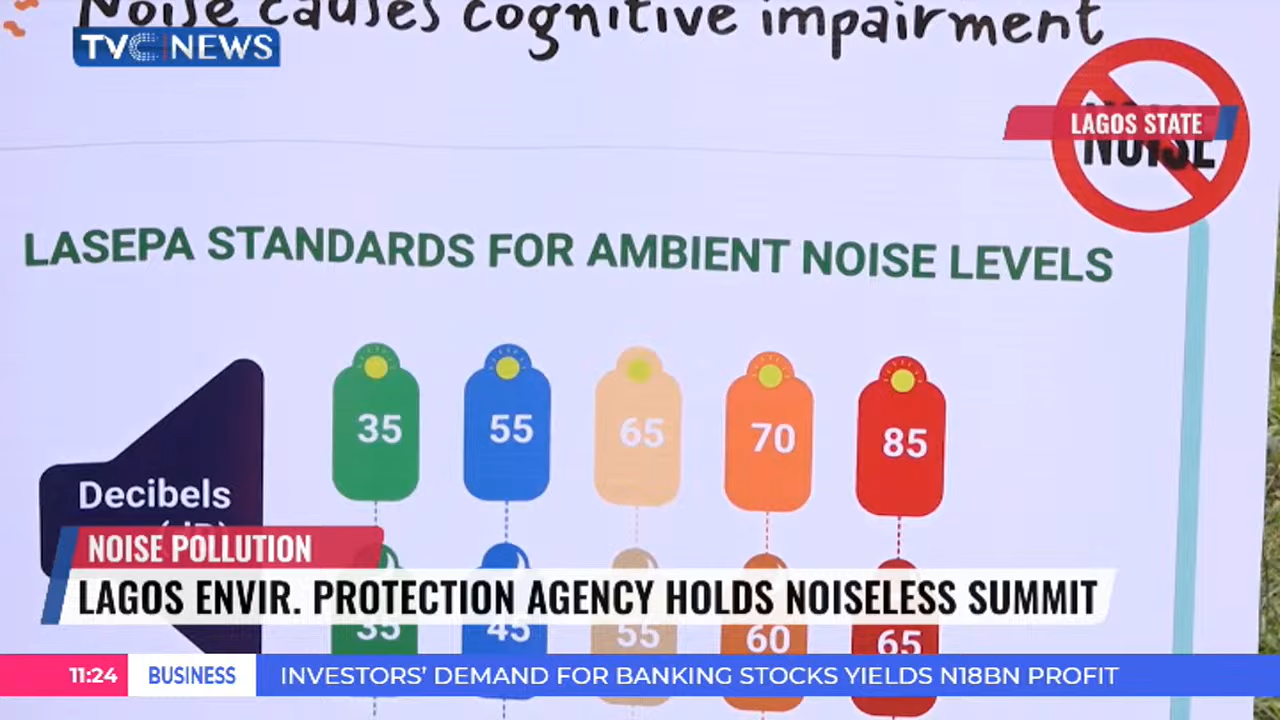 Noise causes cognitive impairment
TVC NEWS
LAGOS STATE
NOISE
LASEPA STANDARDS FOR AMBIENT NOISE LEVELS
35 55 65 70 85
Decibels
NOISE POLLUTION
LAGOS ENVIR. PROTECTION AGENCY HOLDS NOISELESS SUMMIT
35 45 55 60 65
11:24 BUSINESS INVESTORS' DEMAND FOR BANKING STOCKS YIELDS N18BN PROFIT